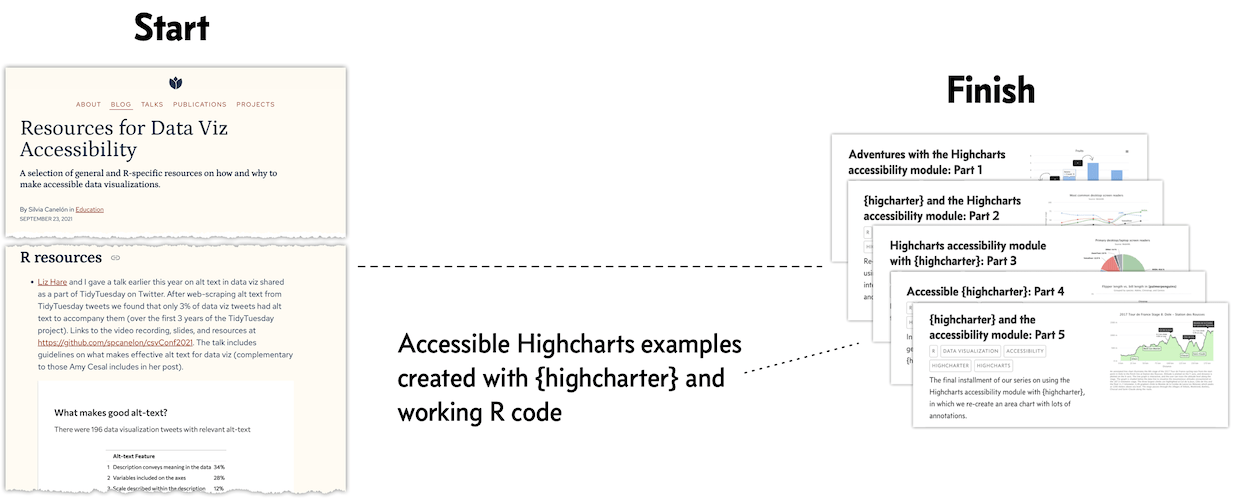 Start
ABOUT BLOG TALKS PUBLICATIONS PROJECTS
Resources for Data Viz
Accessibility
A selection of general and R-specific resources on how and why to
make accessible data visualizations.
By Silvia Canelón in Education
SEPTEMBER 23, 2021
R resources
• Liz Hare and I gave a talk earlier this year on alt text in data viz shared
as a part of TidyTuesday on Twitter. After web-scraping alt text from
TidyTuesday tweets we found that only 3% of data viz tweets had alt
text to accompany them (over the first 3 years of the TidyTuesday
project). Links to the video recording, slides, and resources at
https://github.com/spcanelon/csvConf2021. The talk includes
guidelines on what makes effective alt text for data viz (complementary
to those Amy Cesal includes in her post).
What makes good alt-text?
There were 196 data visualization tweets with relevant alt-text
Alt-text Feature
1 Description conveys meaning in the data 34%
2 Variables included on the axes 28%
3 Scale described within the description 12%
Accessible Highcharts examples
created with {highcharter} and
working R code
Finish
Adventures with the Highcharts
accessibility module: Part 1
{highcharter} and the Highcharts
accessibility module: Part 2
Highcharts accessibility module
with {highcharter}: Part 3
Accessible {highcharter}: Part 4
{highcharter} and the
accessibility module: Part 5
R DATA VISUALIZATION ACCESSIBILITY
HIGHCHARTER HIGHCHARTS
The final installment of our series on using the
Highcharts accessibility module with {highcharter},
in which we re-create an area chart with lots of
annotations.